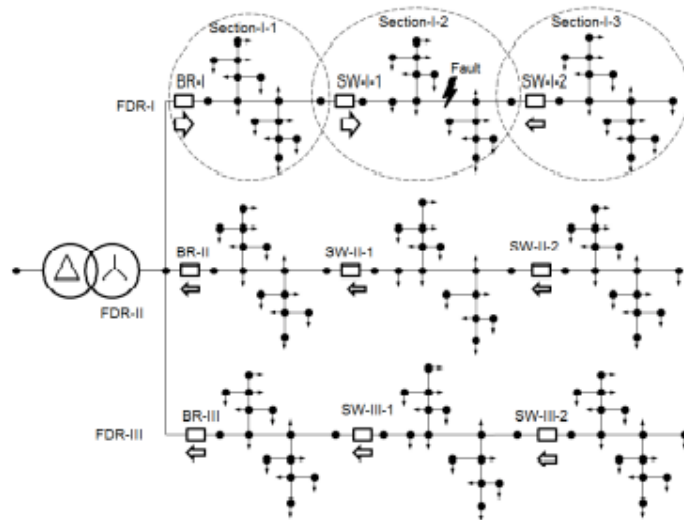 Section-I-1
Section-I-2
Section-I-3
BR-I
SW-I-1
Fault
SW-I-2
FDR-I
BR-II
SW-II-1
SW-II-2
FDR-II
BR-III
SW-III-1
SW-III-2
FDR-III